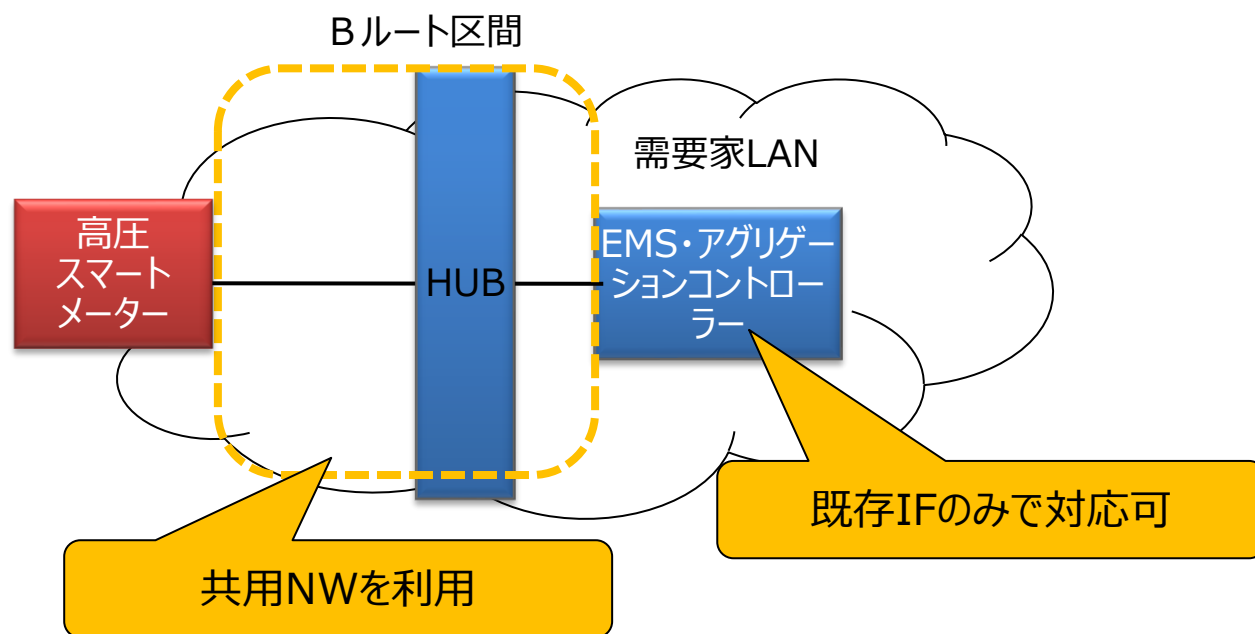 Bルート区間
需要家LAN
高圧
スマート
メーター
HUB
EMS・アグリゲー
ションコントロー
ラー
既存IFのみで対応可
共用NWを利用